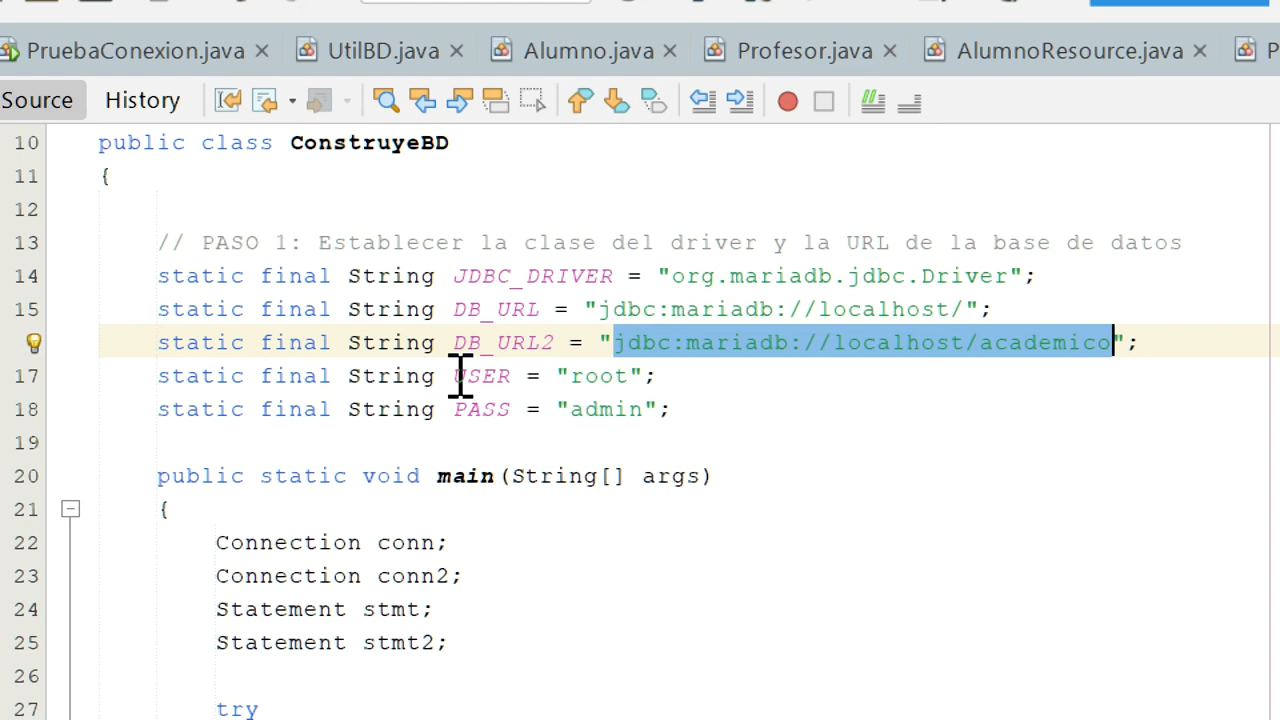 PruebaConexion.java UtilBD.java Alumno.java Profesor.java AlumnoResource.java P
Source History
10 public class ConstruyeBD
11 {
12
13 // PASO 1: Establecer la clase del driver y la URL de la base de datos
14 static final String JDBC_DRIVER = "org.mariadb.jdbc.Driver";
15 static final String DB_URL = "jdbc:mariadb://localhost/";
static final String DB_URL2 = "jdbc:mariadb://localhost/academico";
17 static final String USER = "root";
18 static final String PASS = "admin";
19
20 public static void main(String[] args)
21 {
22 Connection conn;
23 Connection conn2;
24 Statement stmt;
25 Statement stmt2;
26
27 try